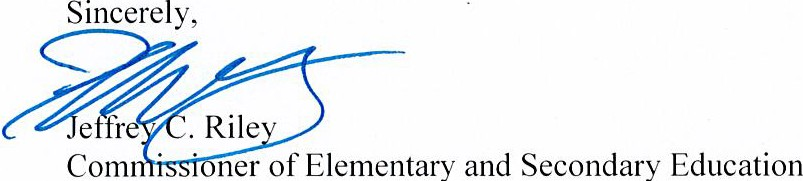 Sincerely,
Jeffrey C. Riley
Commissioner of Elementary and Secondary Education